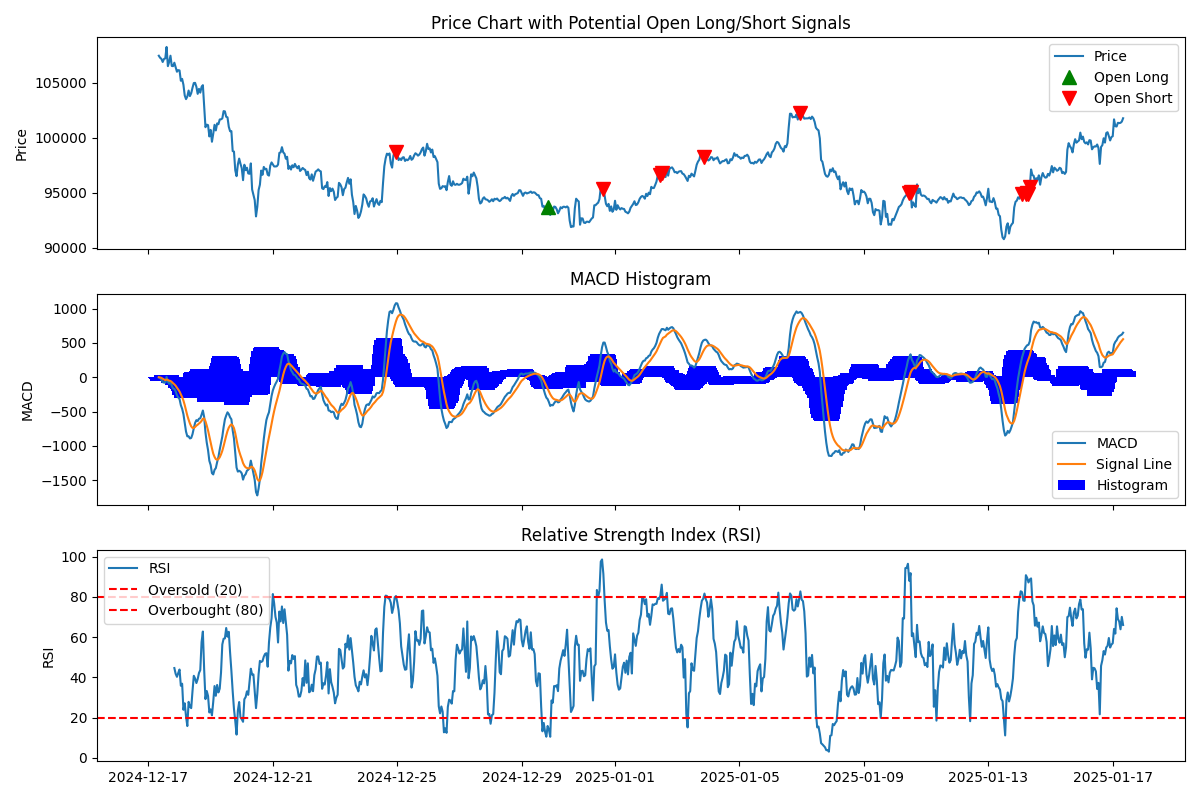 Price Chart with Potential Open Long/Short Signals
Price
105000
100000
95000
90000
Price
Open Long
Open Short
MACD Histogram
MACD
1000
500
0
−500
−1000
−1500
MACD
Signal Line
Histogram
Relative Strength Index (RSI)
RSI
100
80
60
40
20
0
RSI
Oversold (20)
Overbought (80)
2024-12-17 2024-12-21 2024-12-25 2024-12-29 2025-01-01 2025-01-05 2025-01-09 2025-01-13 2025-01-17